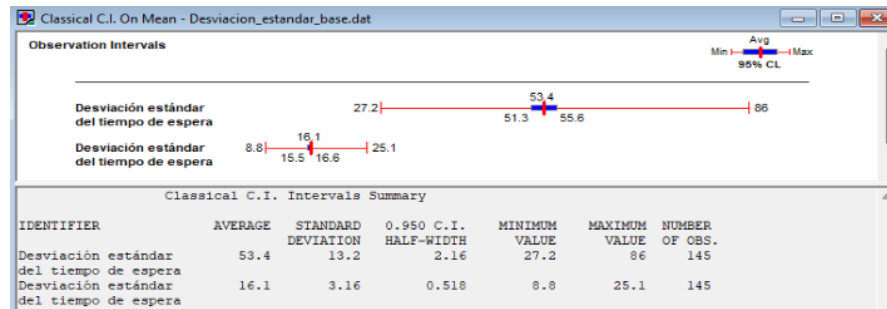 Classical C.I. On Mean - Desviacion_estandar_base.dat
Observation Intervals
Avg
Min Max
95% CL
Desviación estándar
del tiempo de espera
27.2 53.4 86
51.3 55.6
Desviación estándar
del tiempo de espera
8.8 16.1 25.1
15.5 16.6
Classical C.I. Intervals Summary
IDENTIFIER AVERAGE STANDARD 0.950 C.I. MINIMUM MAXIMUM NUMBER
DEVIATION HALF-WIDTH VALUE VALUE OF OBS.
Desviación estándar 53.4 13.2 2.16 27.2 86 145
del tiempo de espera
Desviación estándar 16.1 3.16 0.518 8.8 25.1 145
del tiempo de espera